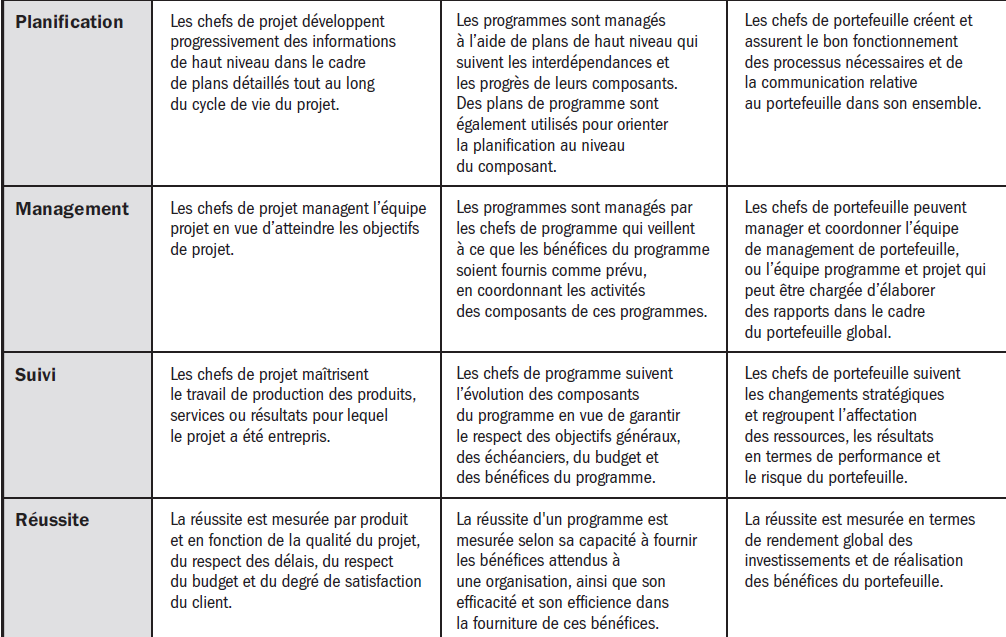 Planification
Les chefs de projet développent
progressivement des informations
de haut niveau dans le cadre
de plans détaillés tout au long
du cycle de vie du projet.
Les programmes sont managés
à l’aide de plans de haut niveau qui
suivent les interdépendances et
les progrès de leurs composants.
Des plans de programme sont
également utilisés pour orienter
la planification au niveau
du composant.
Les chefs de portefeuille créent et
assurent le bon fonctionnement
des processus nécessaires et de
la communication relative
au portefeuille dans son ensemble.
Management
Les chefs de projet managent l’équipe
projet en vue d’atteindre les objectifs
de projet.
Les programmes sont managés par
les chefs de programme qui veillent
à ce que les bénéfices du programme
soient fournis comme prévu,
en coordonnant les activités
des composants de ces programmes.
Les chefs de portefeuille peuvent
manager et coordonner l’équipe
de management de portefeuille,
ou l’équipe programme et projet qui
peut être chargée d’élaborer
des rapports dans le cadre
du portefeuille global.
Suivi
Les chefs de projet maîtrisent
le travail de production des produits,
services ou résultats pour lequel
le projet a été entrepris.
Les chefs de programme suivent
l’évolution des composants
du programme en vue de garantir
le respect des objectifs généraux,
des échéanciers, du budget et
des bénéfices du programme.
Les chefs de portefeuille suivent
les changements stratégiques
et regroupent l’affectation
des ressources, les résultats
en termes de performance et
le risque du portefeuille.
Réussite
La réussite est mesurée par produit
et en fonction de la qualité du projet,
du respect des délais, du respect
du budget et du degré de satisfaction
du client.
La réussite d'un programme est
mesurée selon sa capacité à fournir
les bénéfices attendus à
une organisation, ainsi que son
efficacité et son efficience dans
la fourniture de ces bénéfices.
La réussite est mesurée en termes
de rendement global des
investissements et de réalisation
des bénéfices du portefeuille.